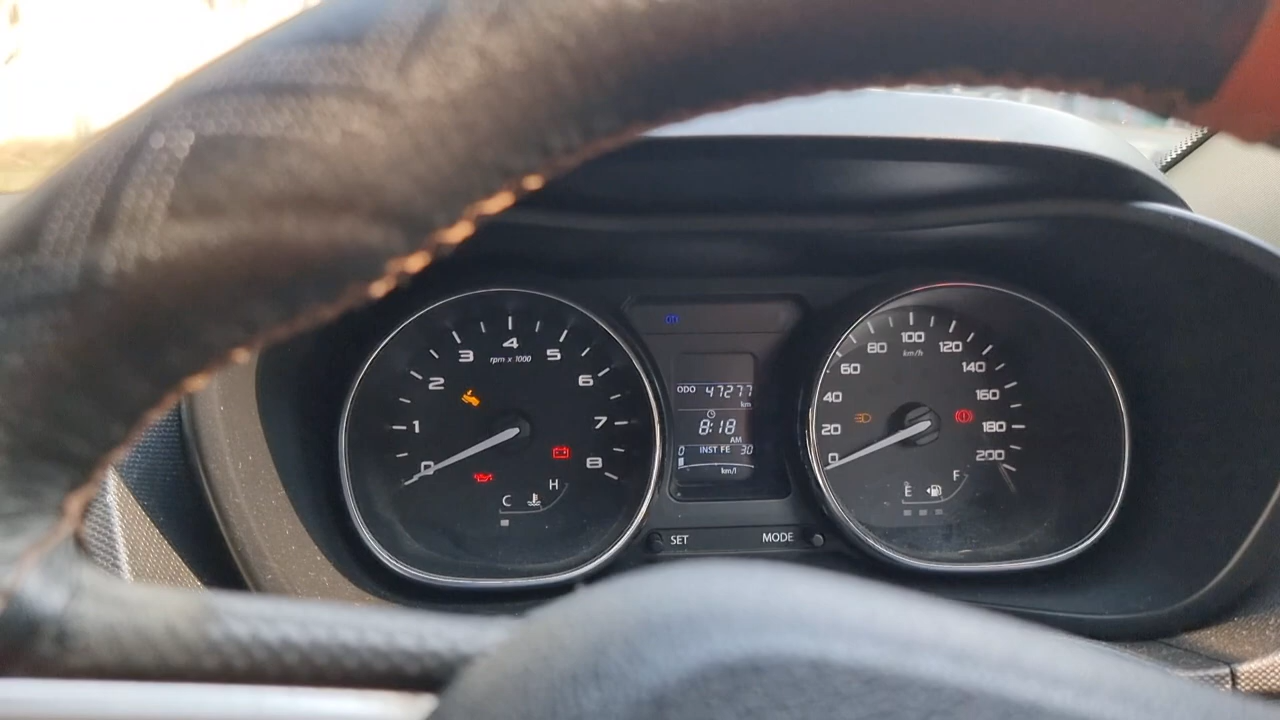 0 1 2 3 4 5 6 7 8
rpm x 1000
C H
ODO 47277
km
8:18
AM
0 INST FE 30
km/l
SET MODE
0 20 40 60 80 100 120 140 160 180 200
km/h
E F